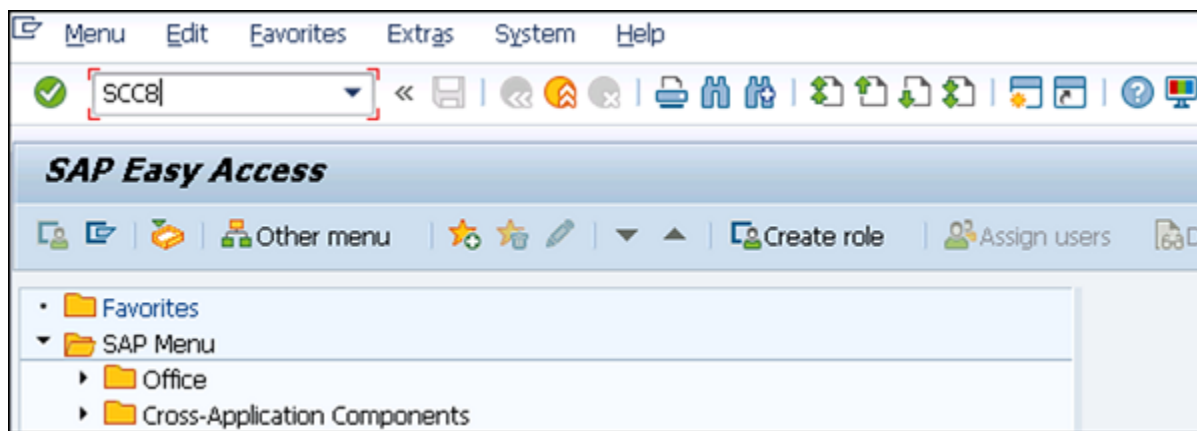 Menu Edit Favorites Extras System Help
SCC8
SAP Easy Access
Other menu Create role Assign users
Favorites
SAP Menu
Office
Cross-Application Components